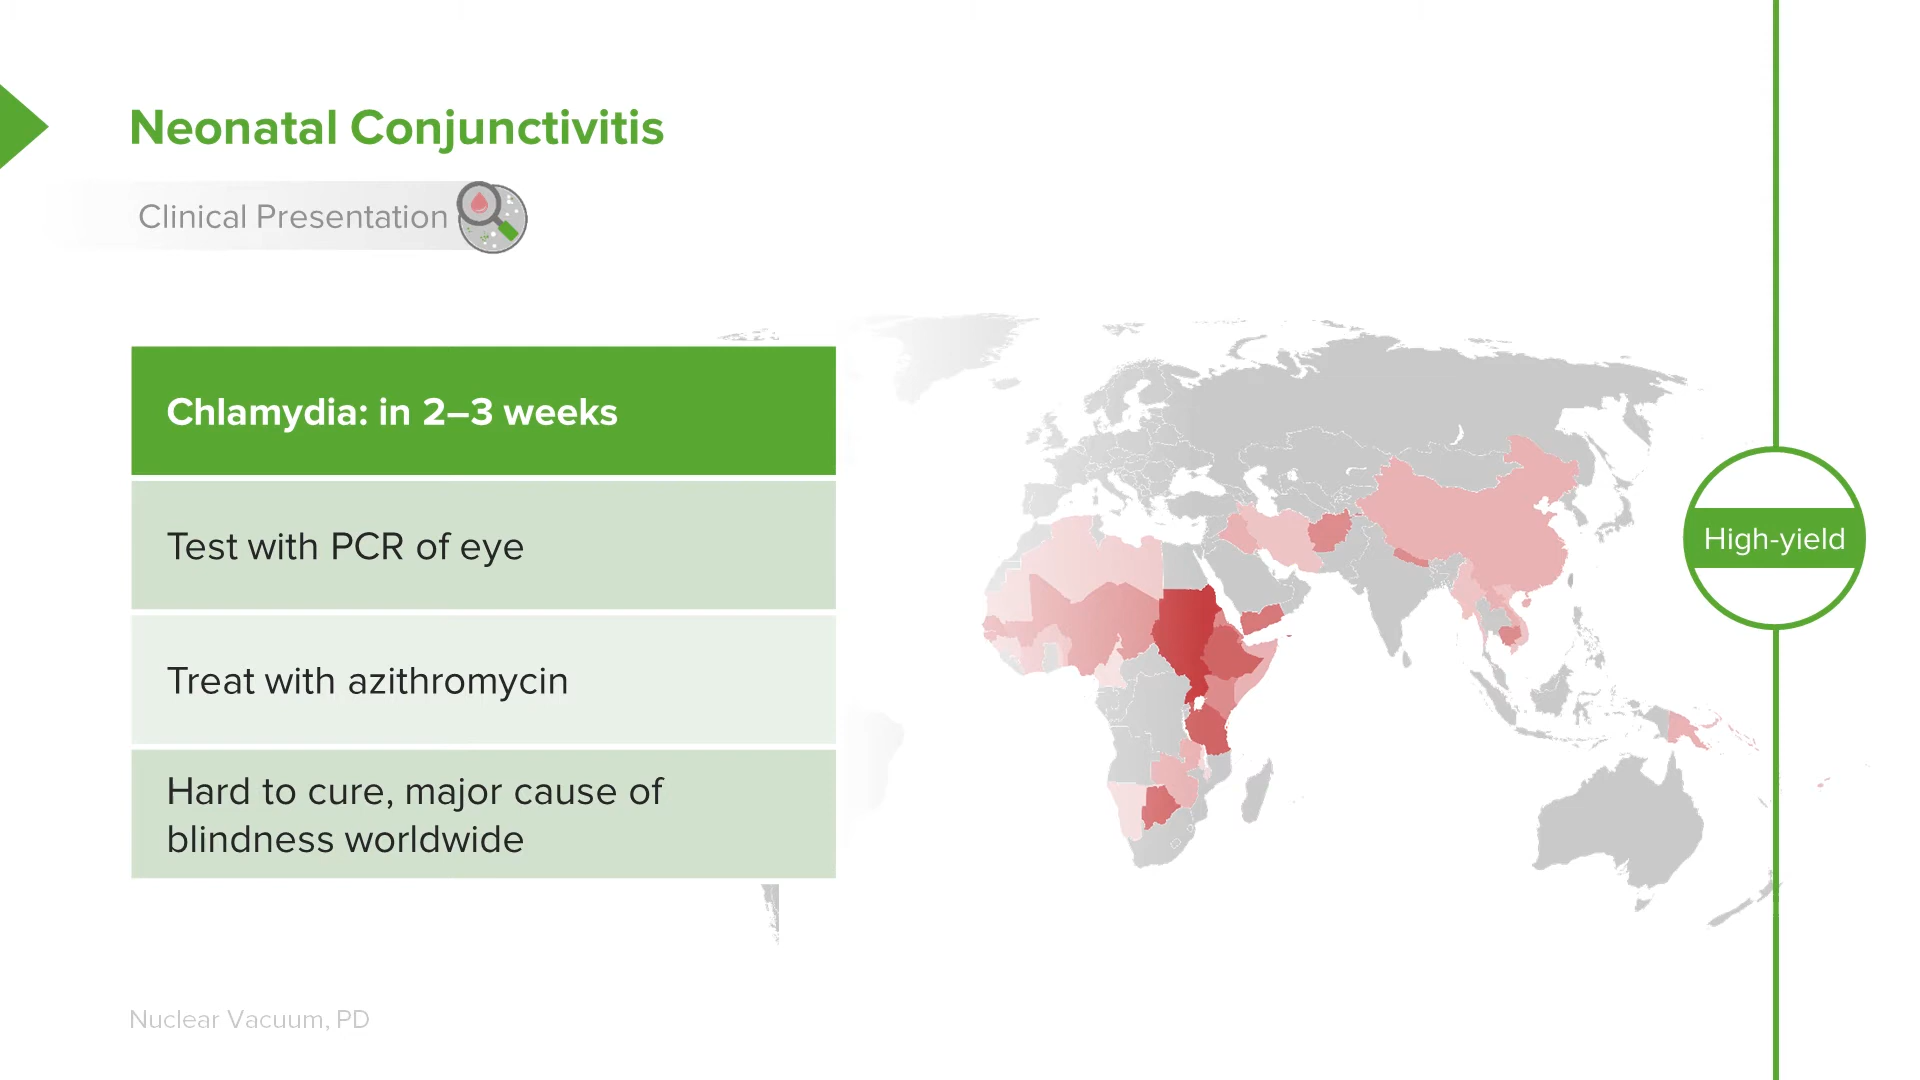 Neonatal Conjunctivitis
Clinical Presentation
Chlamydia: in 2–3 weeks
Test with PCR of eye
Treat with azithromycin
Hard to cure, major cause of
blindness worldwide
High-yield
Nuclear Vacuum, PD